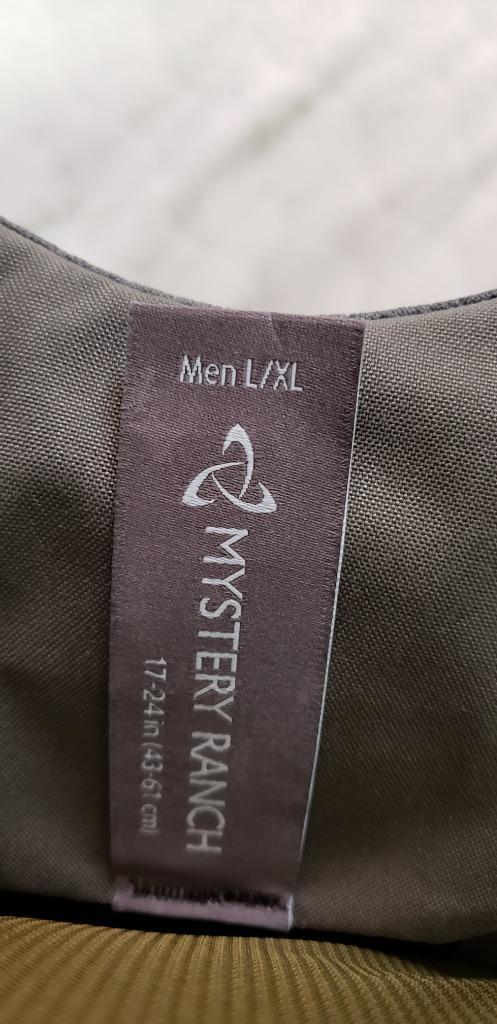 Men L/XL
MYSTERY RANCH
17-24 in (43-61 cm)